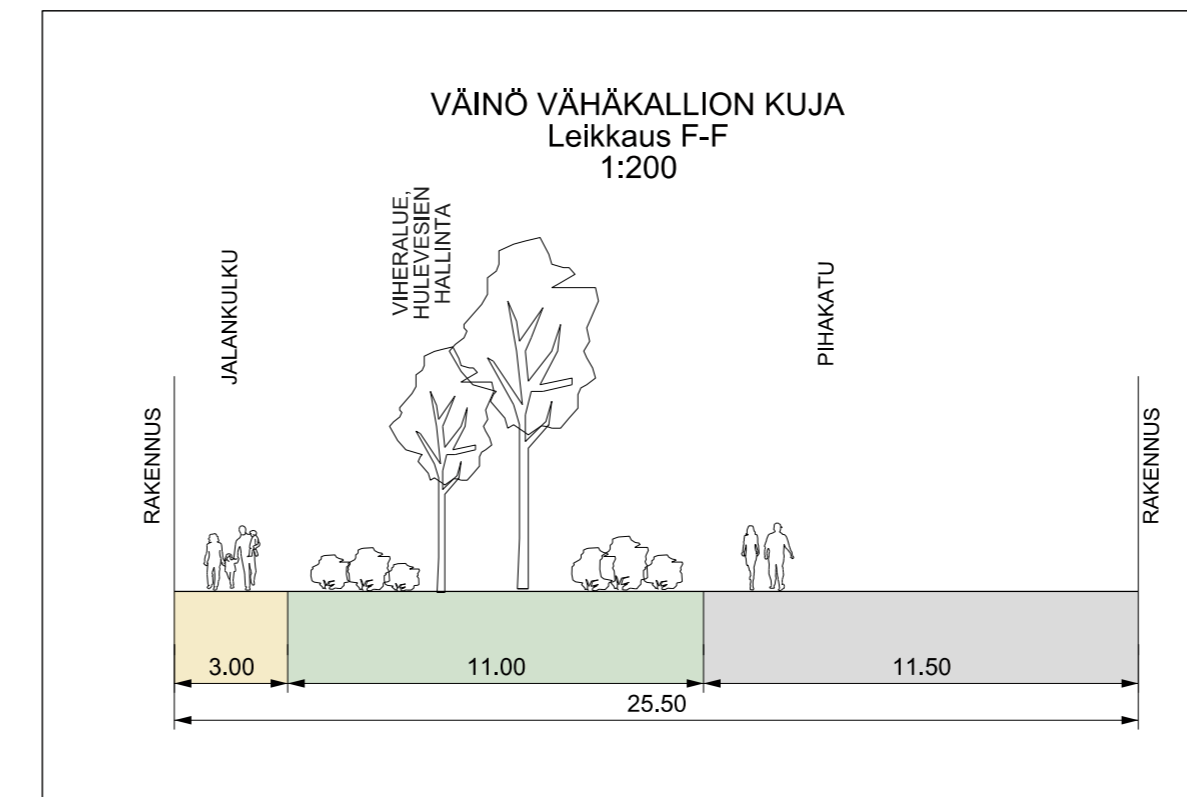 VÄINÖ VÄHÄKALLION KUJA
Leikkaus F-F
1:200
RAKENNUS
JALANKULKU
VIHERALUE,
HULEVESIEN
HALLINTA
PIHAKATU
RAKENNUS
3.00
11.00
11.50
25.50